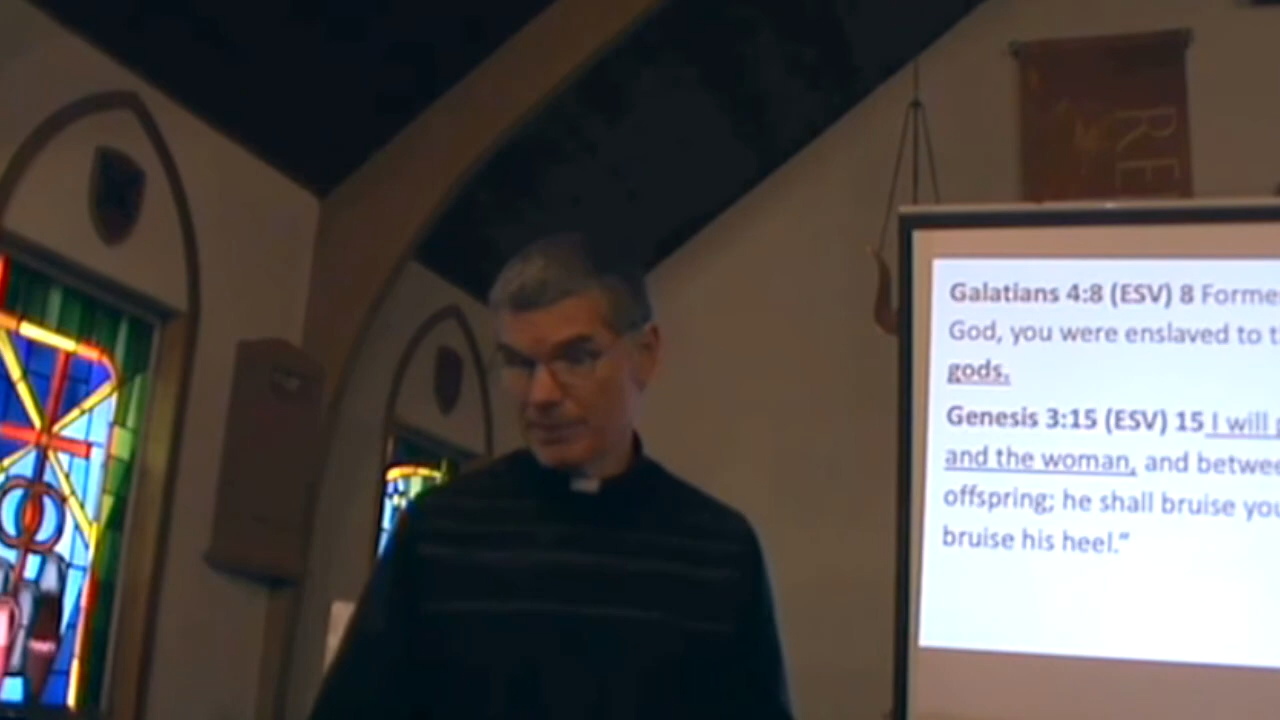 RE
Galatians 4:8 (ESV) 8 Forme
God, you were enslaved to t
gods.
Genesis 3:15 (ESV) 15 I will
and the woman, and betwee
offspring; he shall bruise you
bruise his heel.”